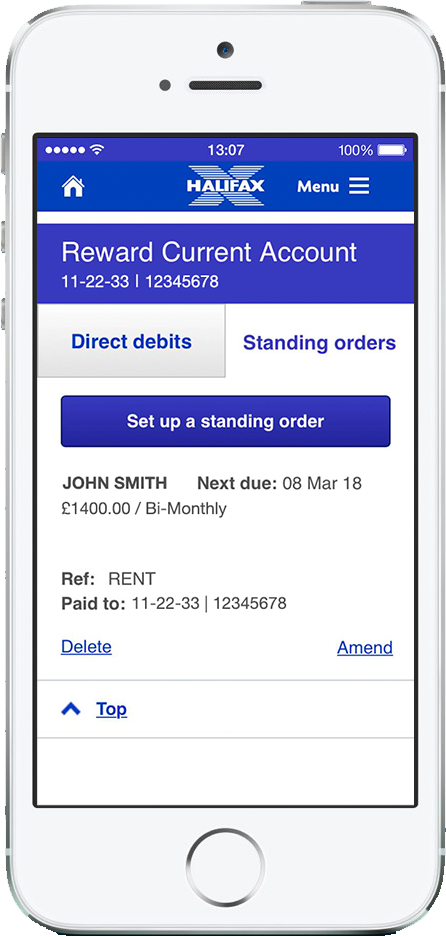 13:07 100%
HALIFAX Menu
Reward Current Account
11-22-33 | 12345678
Direct debits Standing orders
Set up a standing order
JOHN SMITH Next due: 08 Mar 18
£1400.00 / Bi-Monthly
Ref: RENT
Paid to: 11-22-33 | 12345678
Delete Amend
Top